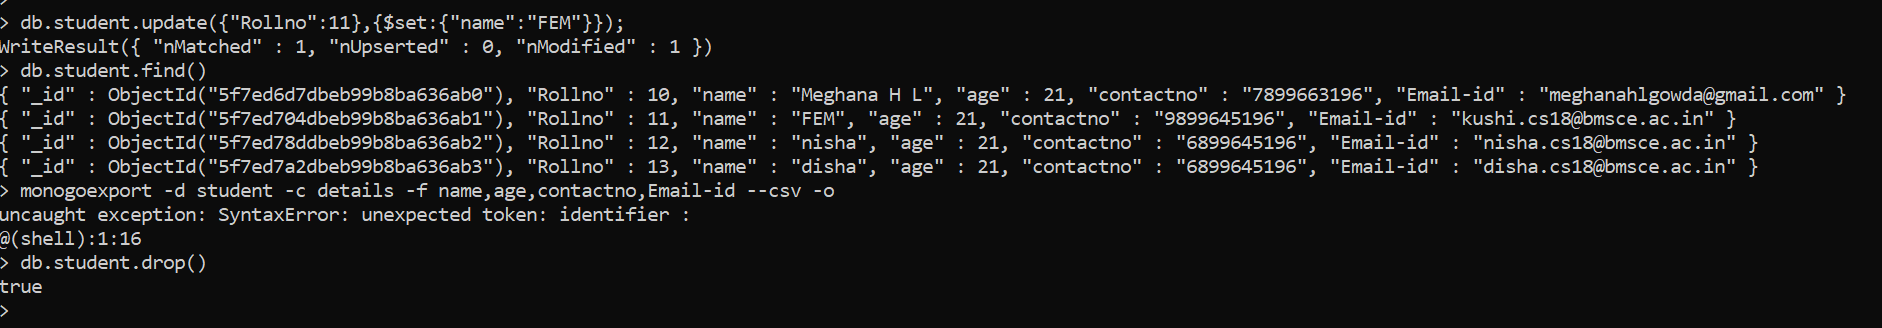 >
> db.student.update({"Rollno":11},{$set:{"name":"FEM"}});
WriteResult({ "nMatched" : 1, "nUpserted" : 0, "nModified" : 1 })
> db.student.find()
{ "_id" : ObjectId("5f7ed6d7dbeb99b8ba636ab0"), "Rollno" : 10, "name" : "Meghana H L", "age" : 21, "contactno" : "7899663196", "Email-id" : "meghanahlgowda@gmail.com" }
{ "_id" : ObjectId("5f7ed704dbeb99b8ba636ab1"), "Rollno" : 11, "name" : "FEM", "age" : 21, "contactno" : "9899645196", "Email-id" : "kushi.cs18@bmsce.ac.in" }
{ "_id" : ObjectId("5f7ed78ddbeb99b8ba636ab2"), "Rollno" : 12, "name" : "nisha", "age" : 21, "contactno" : "6899645196", "Email-id" : "nisha.cs18@bmsce.ac.in" }
{ "_id" : ObjectId("5f7ed7a2dbeb99b8ba636ab3"), "Rollno" : 13, "name" : "disha", "age" : 21, "contactno" : "6899645196", "Email-id" : "disha.cs18@bmsce.ac.in" }
> monogoexport -d student -c details -f name,age,contactno,Email-id --csv -o
uncaught exception: SyntaxError: unexpected token: identifier :
@(shell):1:16
> db.student.drop()
true
>